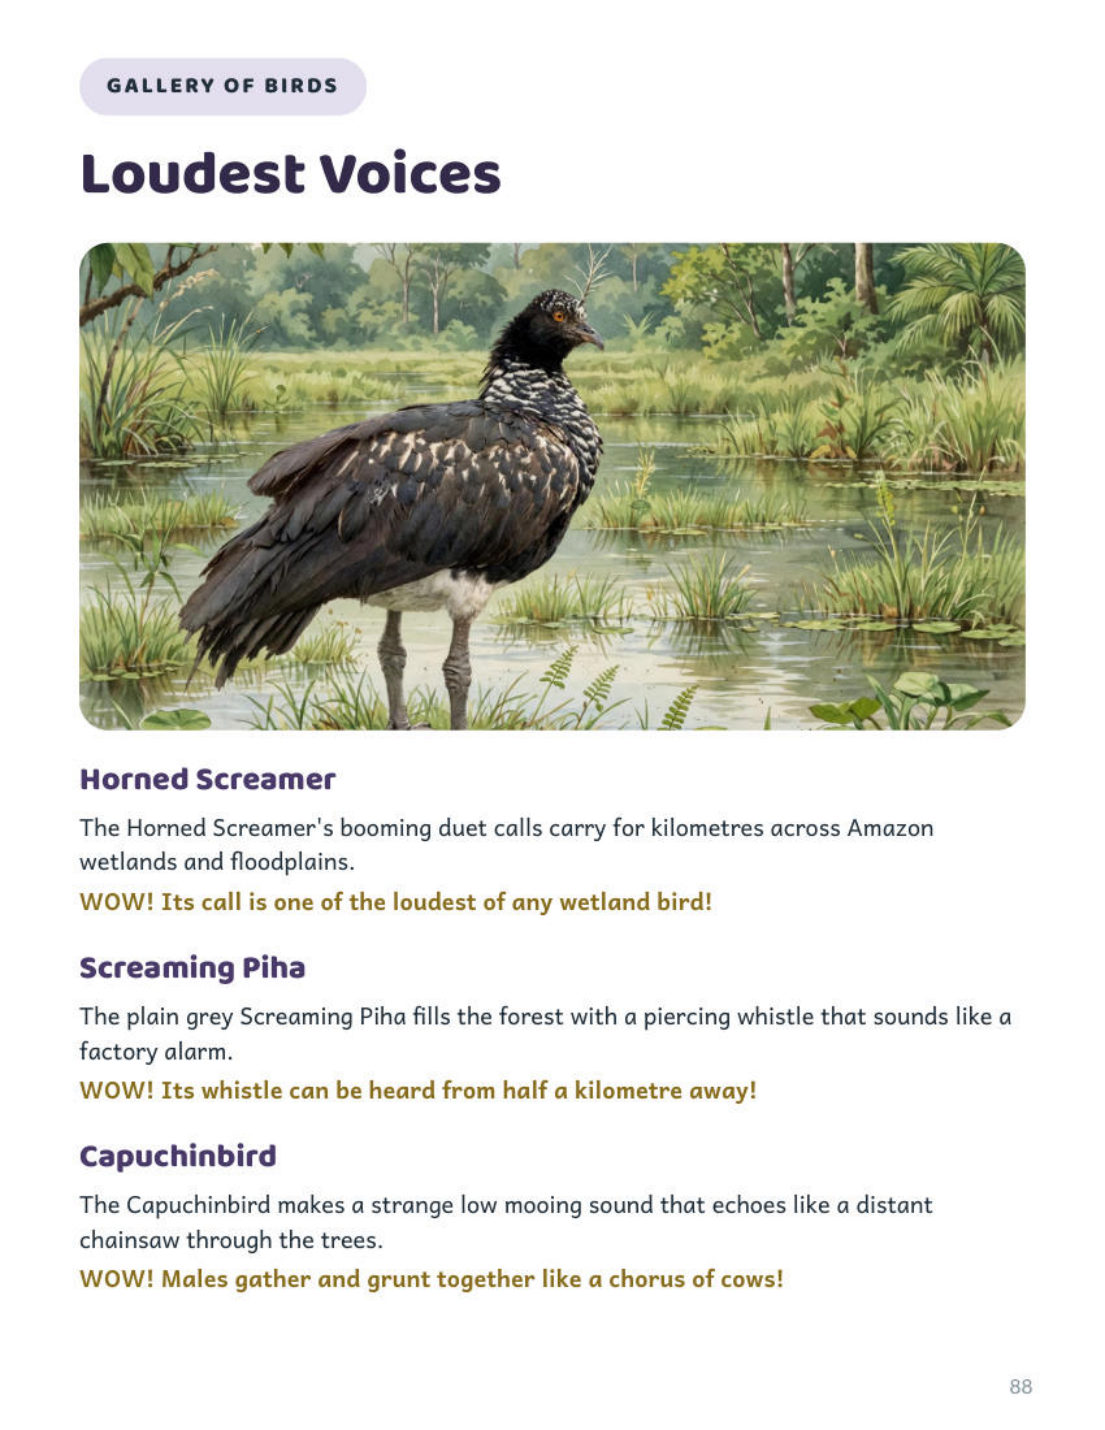 GALLERY OF BIRDS
Loudest Voices
Horned Screamer
The Horned Screamer's booming duet calls carry for kilometres across Amazon
wetlands and floodplains.
WOW! Its call is one of the loudest of any wetland bird!
Screaming Piha
The plain grey Screaming Piha fills the forest with a piercing whistle that sounds like a
factory alarm.
WOW! Its whistle can be heard from half a kilometre away!
Capuchinbird
The Capuchinbird makes a strange low mooing sound that echoes like a distant
chainsaw through the trees.
WOW! Males gather and grunt together like a chorus of cows!
88